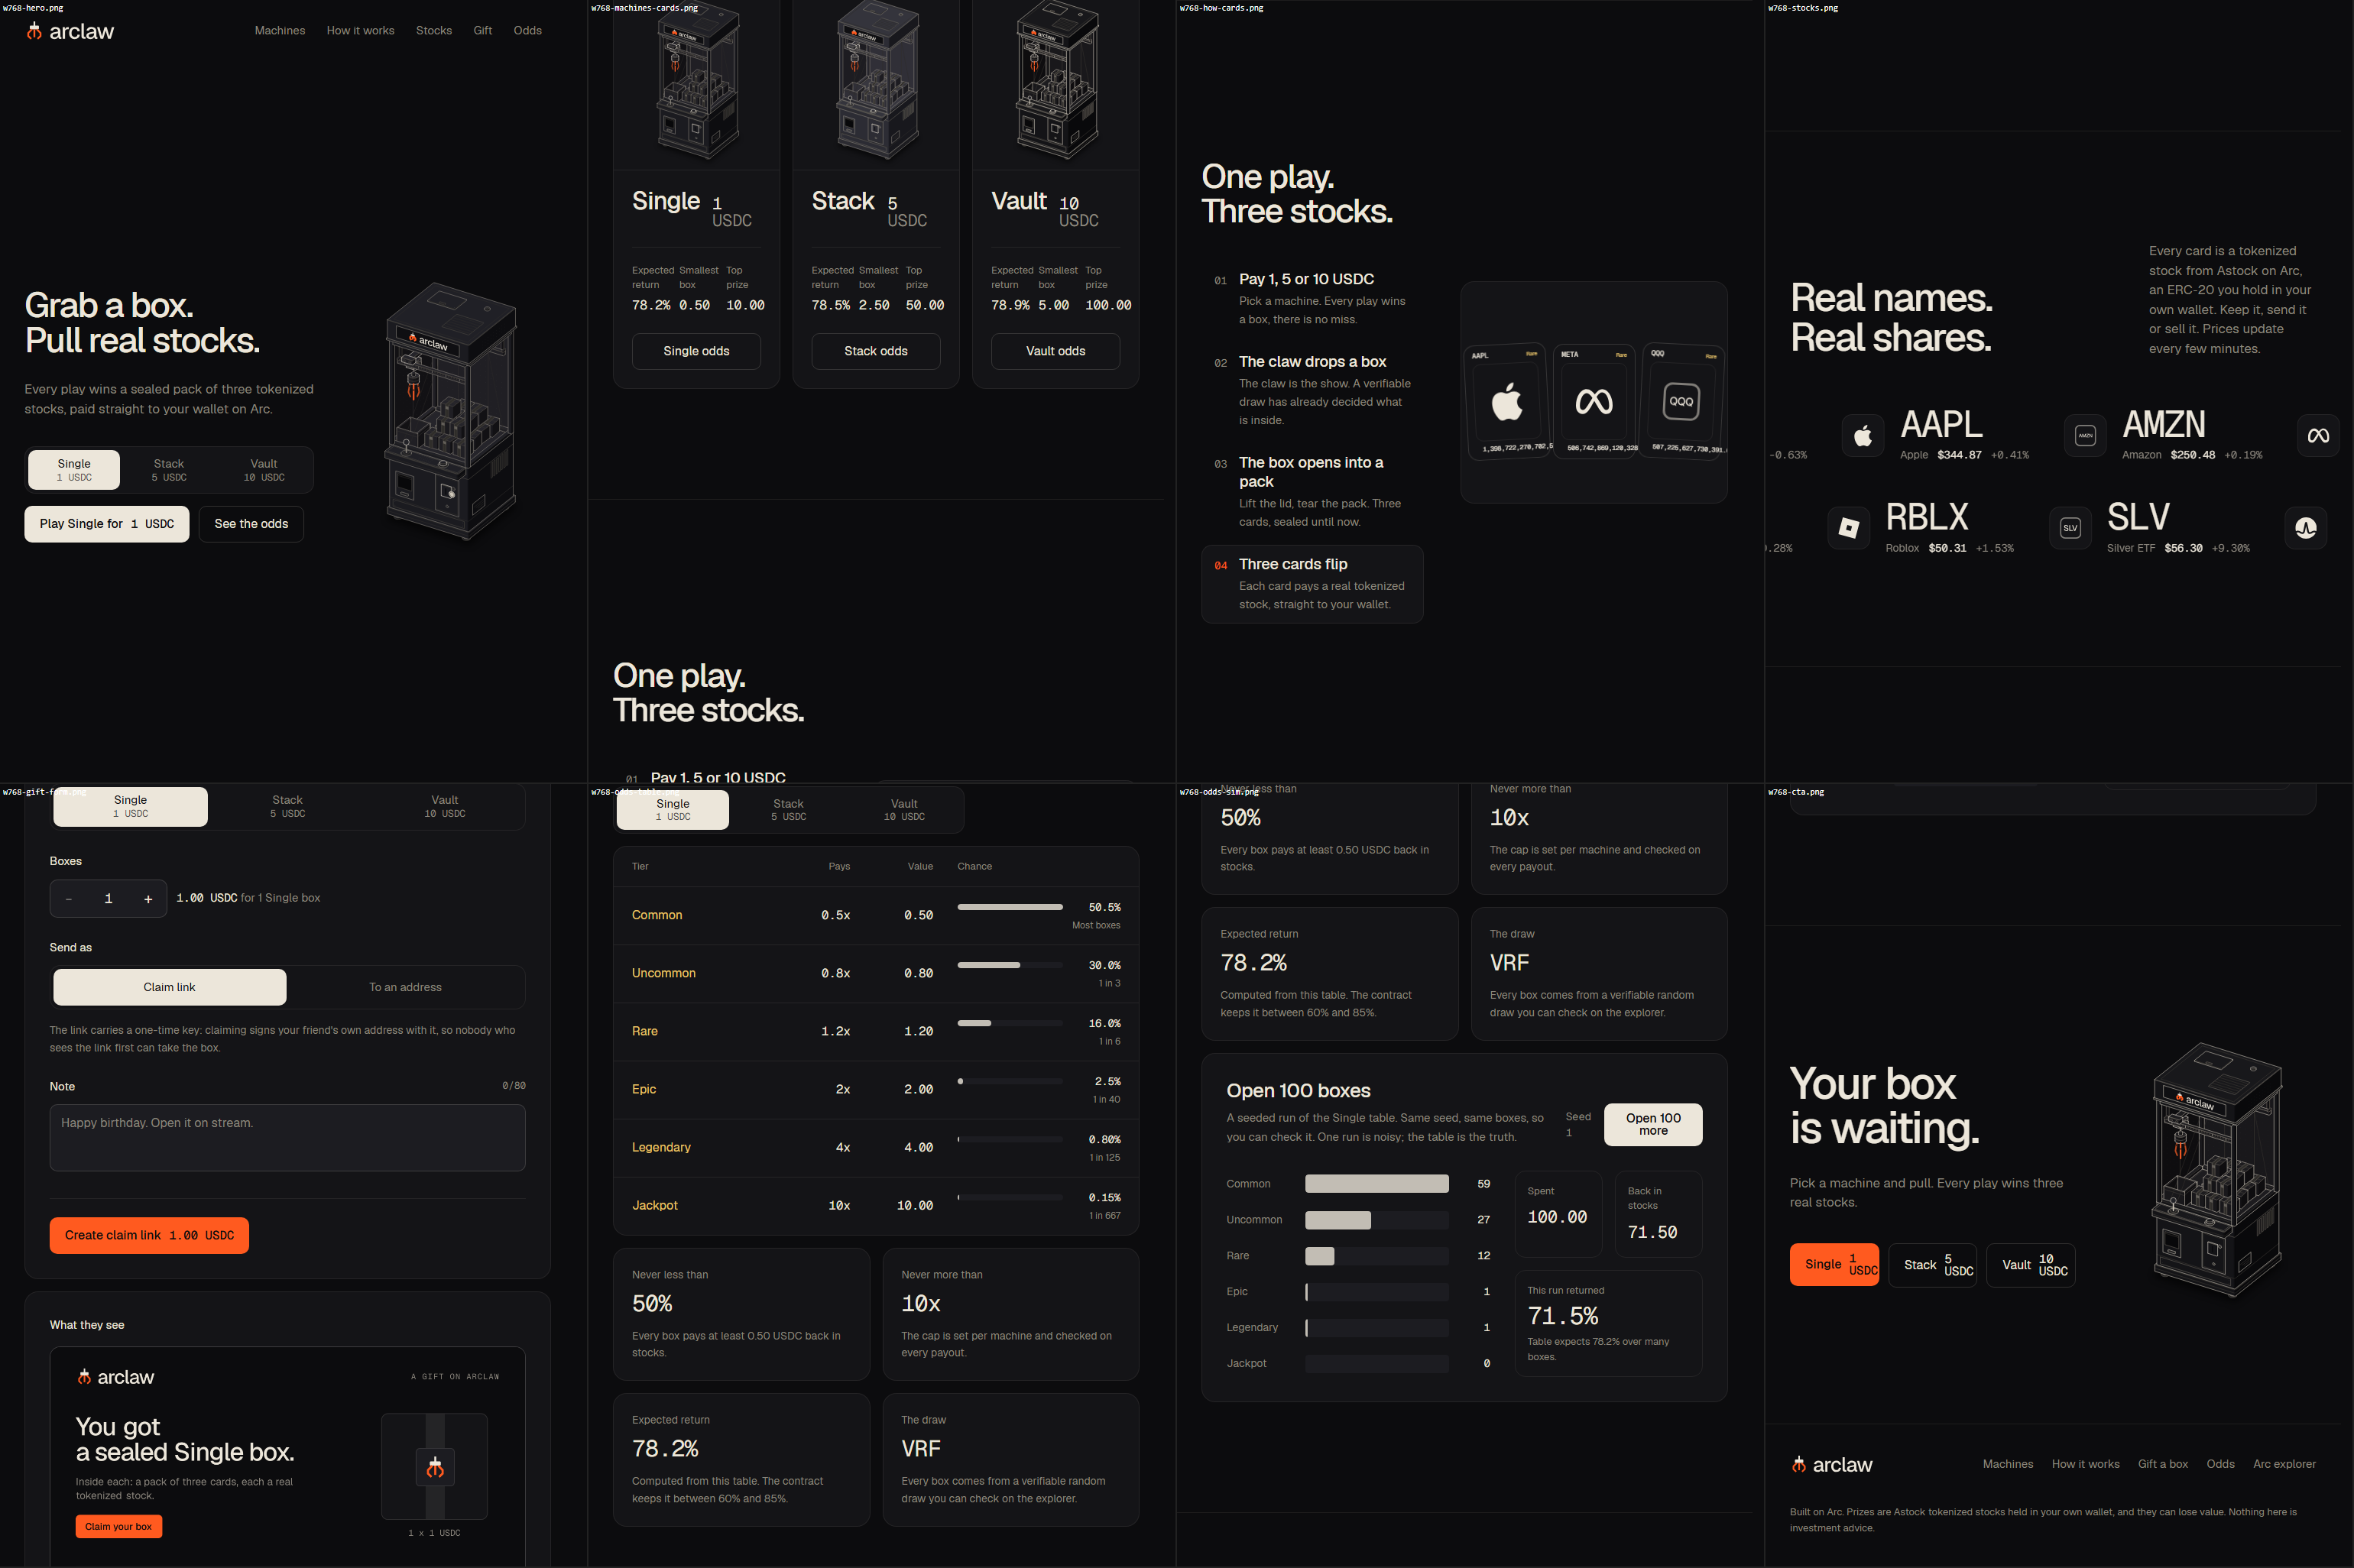 w768-hero.png
arclaw
Machines How it works Stocks Gift Odds
Grab a box.
Pull real stocks.
Every play wins a sealed pack of three tokenized
stocks, paid straight to your wallet on Arc.
Single Stack Vault
1 USDC 5 USDC 10 USDC
Play Single for 1 USDC See the odds
arclaw
w768-machines-cards.png
arclaw arclaw arclaw
Single 1 USDC
Stack 5 USDC
Vault 10 USDC
Expected return Smallest box Top prize
78.2% 0.50 10.00
Single odds
Expected return Smallest box Top prize
78.5% 2.50 50.00
Stack odds
Expected return Smallest box Top prize
78.9% 5.00 100.00
Vault odds
One play.
Three stocks.
01 Pay 1, 5 or 10 USDC
w768-how-cards.png
One play.
Three stocks.
01 Pay 1, 5 or 10 USDC
Pick a machine. Every play wins
a box, there is no miss.
02 The claw drops a box
The claw is the show. A verifiable
draw has already decided what
is inside.
03 The box opens into a
pack
Lift the lid, tear the pack. Three
cards, sealed until now.
04 Three cards flip
Each card pays a real tokenized
stock, straight to your wallet.
AAPL Rare META Rare QQQ Rare
QQQ
w768-stocks.png
Real names.
Real shares.
Every card is a tokenized
stock from Astock on Arc,
an ERC-20 you hold in your
own wallet. Keep it, send it
or sell it. Prices update
every few minutes.
AAPL AMZN
AMZN
-0.63% Apple $344.87 +0.41% Amazon $250.48 +0.19%
RBLX SLV
SLV
.28% Roblox $50.31 +1.53% Silver ETF $56.30 +9.30%
Single Stack Vault
1 USDC 5 USDC 10 USDC
Boxes
- 1 + 1.00 USDC for 1 Single box
Send as
Claim link To an address
The link carries a one-time key: claiming signs your friend's own address with it, so nobody who
sees the link first can take the box.
Note 0/80
Happy birthday. Open it on stream.
Create claim link 1.00 USDC
What they see
arclaw A GIFT ON ARCLAW
You got
a sealed Single box.
Inside each: a pack of three cards, each a real
tokenized stock.
Claim your box
1 x 1 USDC
Single Stack Vault
1 USDC 5 USDC 10 USDC
Tier Pays Value Chance
Common 0.5x 0.50 50.5%
Most boxes
Uncommon 0.8x 0.80 30.0%
1 in 3
Rare 1.2x 1.20 16.0%
1 in 6
Epic 2x 2.00 2.5%
1 in 40
Legendary 4x 4.00 0.80%
1 in 125
Jackpot 10x 10.00 0.15%
1 in 667
Never less than
50%
Every box pays at least 0.50 USDC back in
stocks.
Never more than
10x
The cap is set per machine and checked on
every payout.
Expected return
78.2%
Computed from this table. The contract
keeps it between 60% and 85%.
The draw
VRF
Every box comes from a verifiable random
draw you can check on the explorer.
w768-odds-sim.png
Never less than
50%
Every box pays at least 0.50 USDC back in
stocks.
Never more than
10x
The cap is set per machine and checked on
every payout.
Expected return
78.2%
Computed from this table. The contract
keeps it between 60% and 85%.
The draw
VRF
Every box comes from a verifiable random
draw you can check on the explorer.
Open 100 boxes
A seeded run of the Single table. Same seed, same boxes, so
you can check it. One run is noisy; the table is the truth.
Seed
1
Open 100
more
Common 59
Uncommon 27
Rare 12
Epic 1
Legendary 1
Jackpot 0
Spent
100.00
Back in
stocks
71.50
This run returned
71.5%
Table expects 78.2% over many
boxes.
w768-cta.png
Your box
is waiting.
Pick a machine and pull. Every play wins three
real stocks.
Single 1 USDC
Stack 5 USDC
Vault 10 USDC
arclaw
arclaw
Machines How it works Gift a box Odds Arc explorer
Built on Arc. Prizes are Astock tokenized stocks held in your own wallet, and they can lose value. Nothing here is
investment advice.